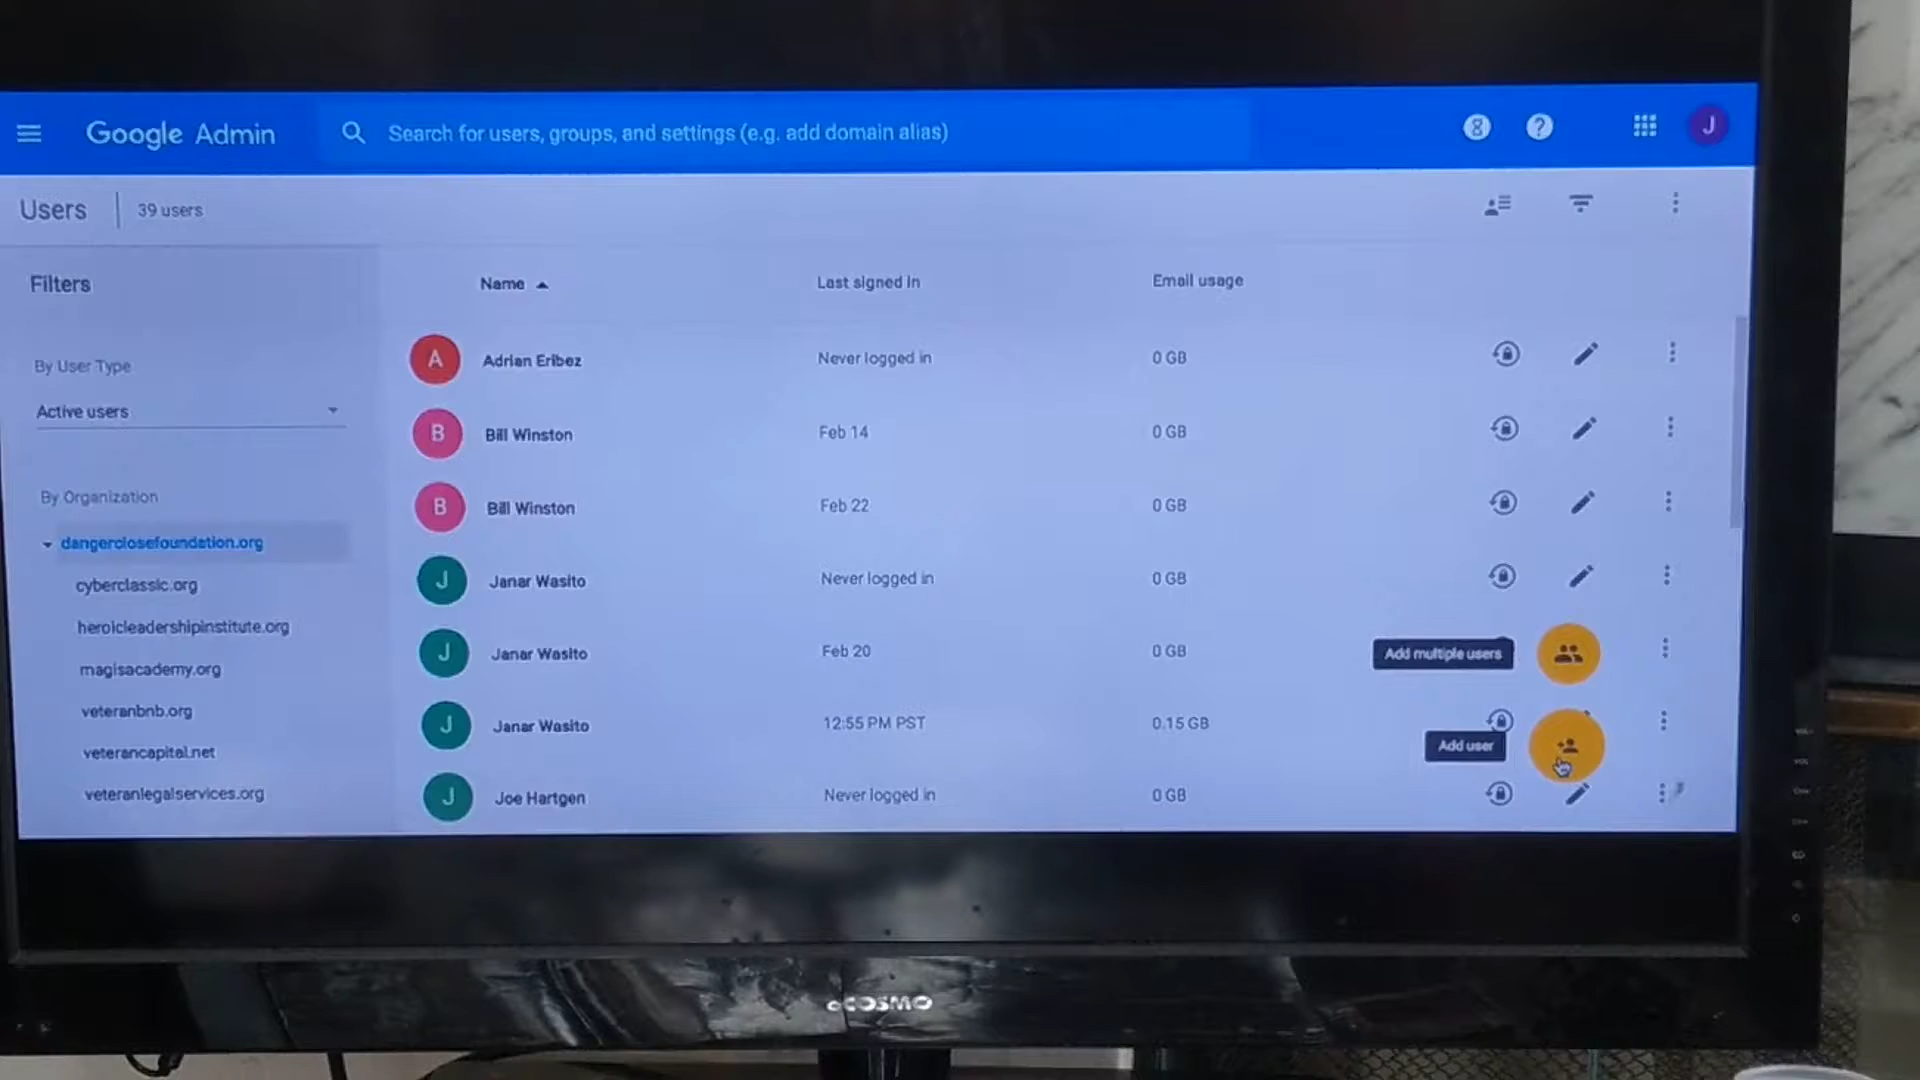 Google Admin
Search for users, groups, and settings (e.g. add domain alias)
8
?
J
Users
39 users
Filters
Name
Last signed in
Email usage
By User Type
Active users
By Organization
dangerclosefoundation.org
cyberclassic.org
heroicleadershipinstitute.org
magisacademy.org
veteranbnb.org
veterancapital.net
veteranlegalservices.org
A Adrian Eribez Never logged in 0 GB
B Bill Winston Feb 14 0 GB
B Bill Winston Feb 22 0 GB
J Janar Wasito Never logged in 0 GB
J Janar Wasito Feb 20 0 GB
Add multiple users
J Janar Wasito 12:55 PM PST 0.15 GB
Add user
J Joe Hartgen Never logged in 0 GB
COSMO